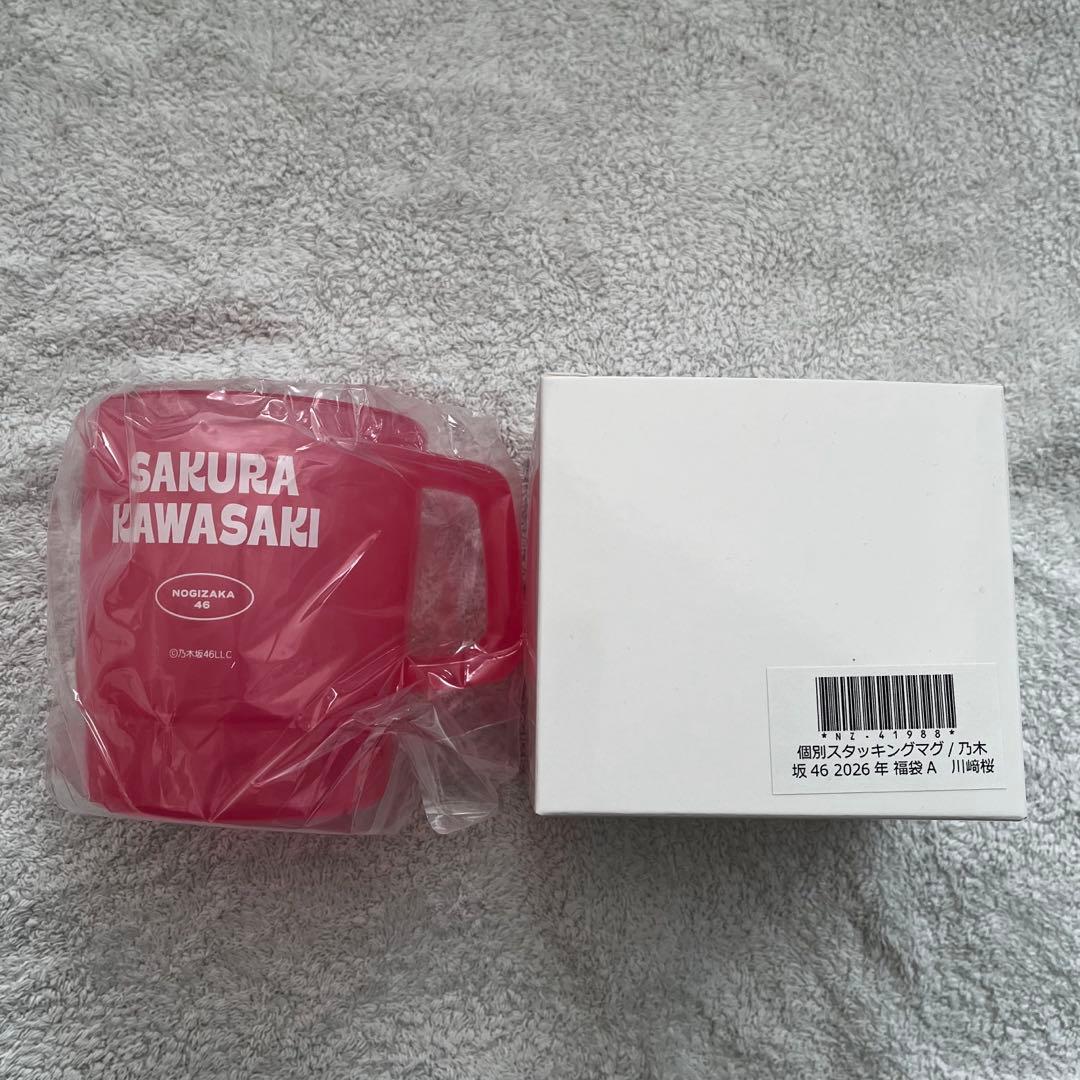 SAKURA
KAWASAKI
NOGIZAKA
46
©乃木坂46LLC
*NZ-41988*
個別スタッキングマグ / 乃木
坂 46 2026 年 福袋 A　川﨑桜